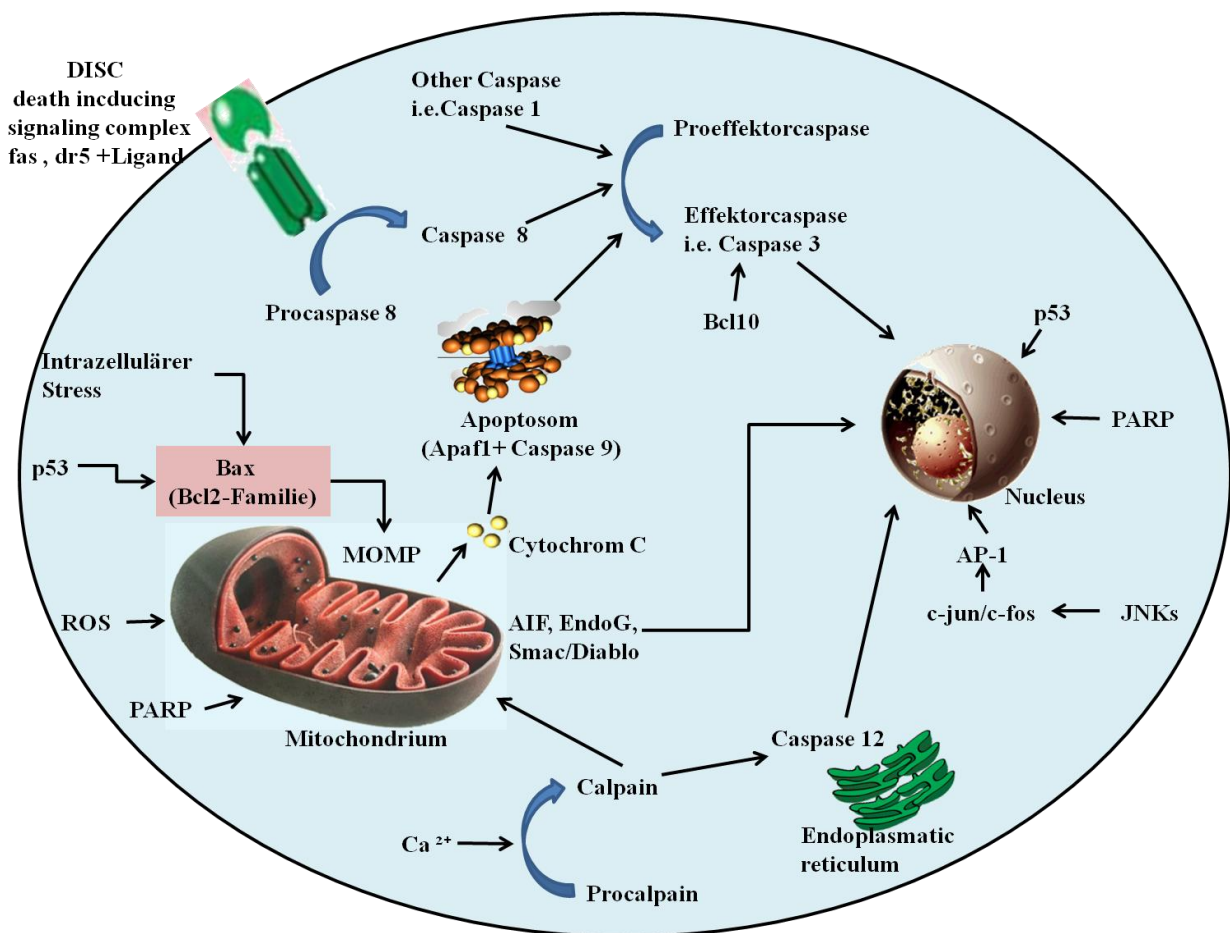 DISC
death incducing
signaling complex
fas , dr5 +Ligand
Other Caspase
i.e.Caspase 1
Proeffektorcaspase
Caspase 8
Effektorcaspase
i.e. Caspase 3
Procaspase 8
Bcl10
p53
Intrazellulärer
Stress
Apoptosom
(Apaf1+ Caspase 9)
PARP
p53
Bax
(Bcl2-Familie)
Nucleus
MOMP
Cytochrom C
AP-1
ROS
AIF, EndoG,
Smac/Diablo
c-jun/c-fos
JNKs
PARP
Mitochondrium
Caspase 12
Calpain
Ca 2+
Endoplasmatic
reticulum
Procalpain